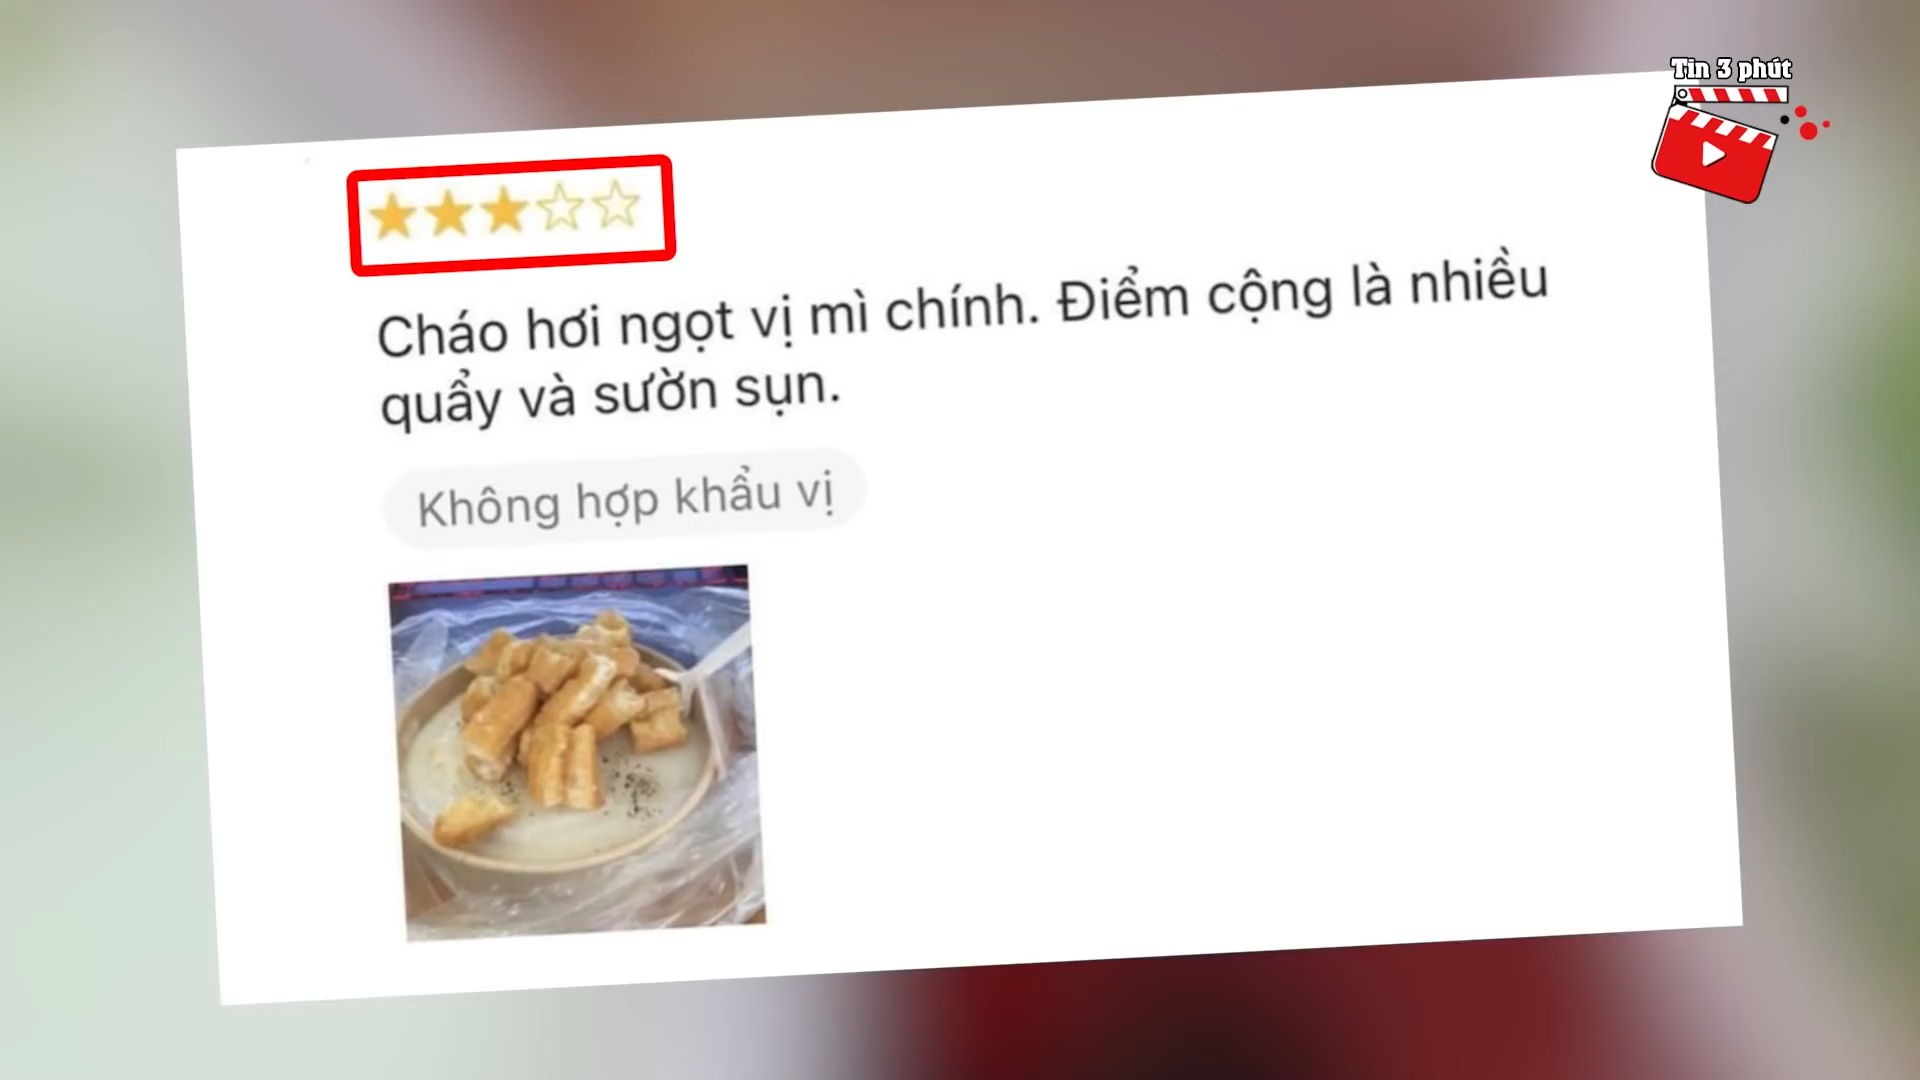 Tin 3 phút
Cháo hơi ngọt vị mì chính. Điểm cộng là nhiều
quẩy và sườn sụn.
Không hợp khẩu vị